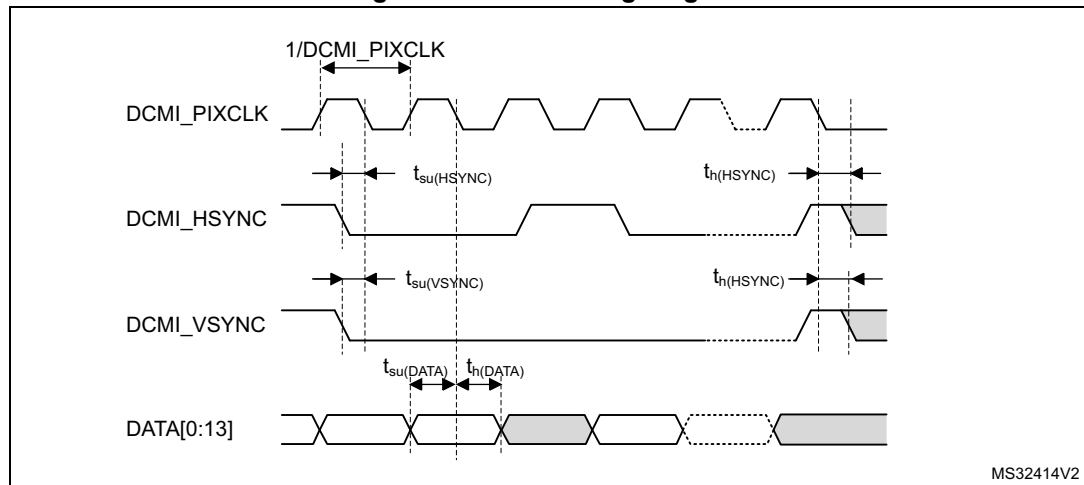 1/DCMI_PIXCLK
DCMI_PIXCLK
tsu(HSYNC)
th(HSYNC)
DCMI_HSYNC
tsu(VSYNC)
th(HSYNC)
DCMI_VSYNC
tsu(DATA) th(DATA)
DATA[0:13]
MS32414V2